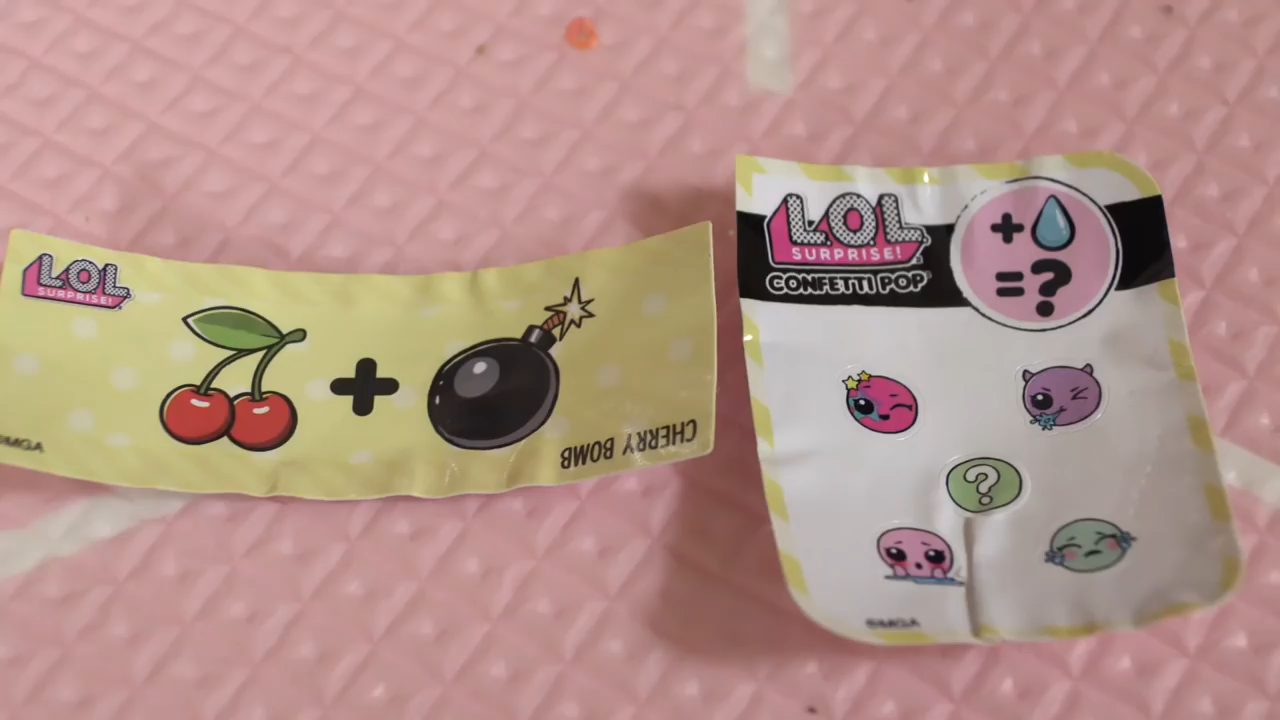 L.O.L.
SURPRISE!
+
CHERRY BOMB
©MGA
L.O.L.
SURPRISE!
CONFETTI POP
+
=?
?
©MGA